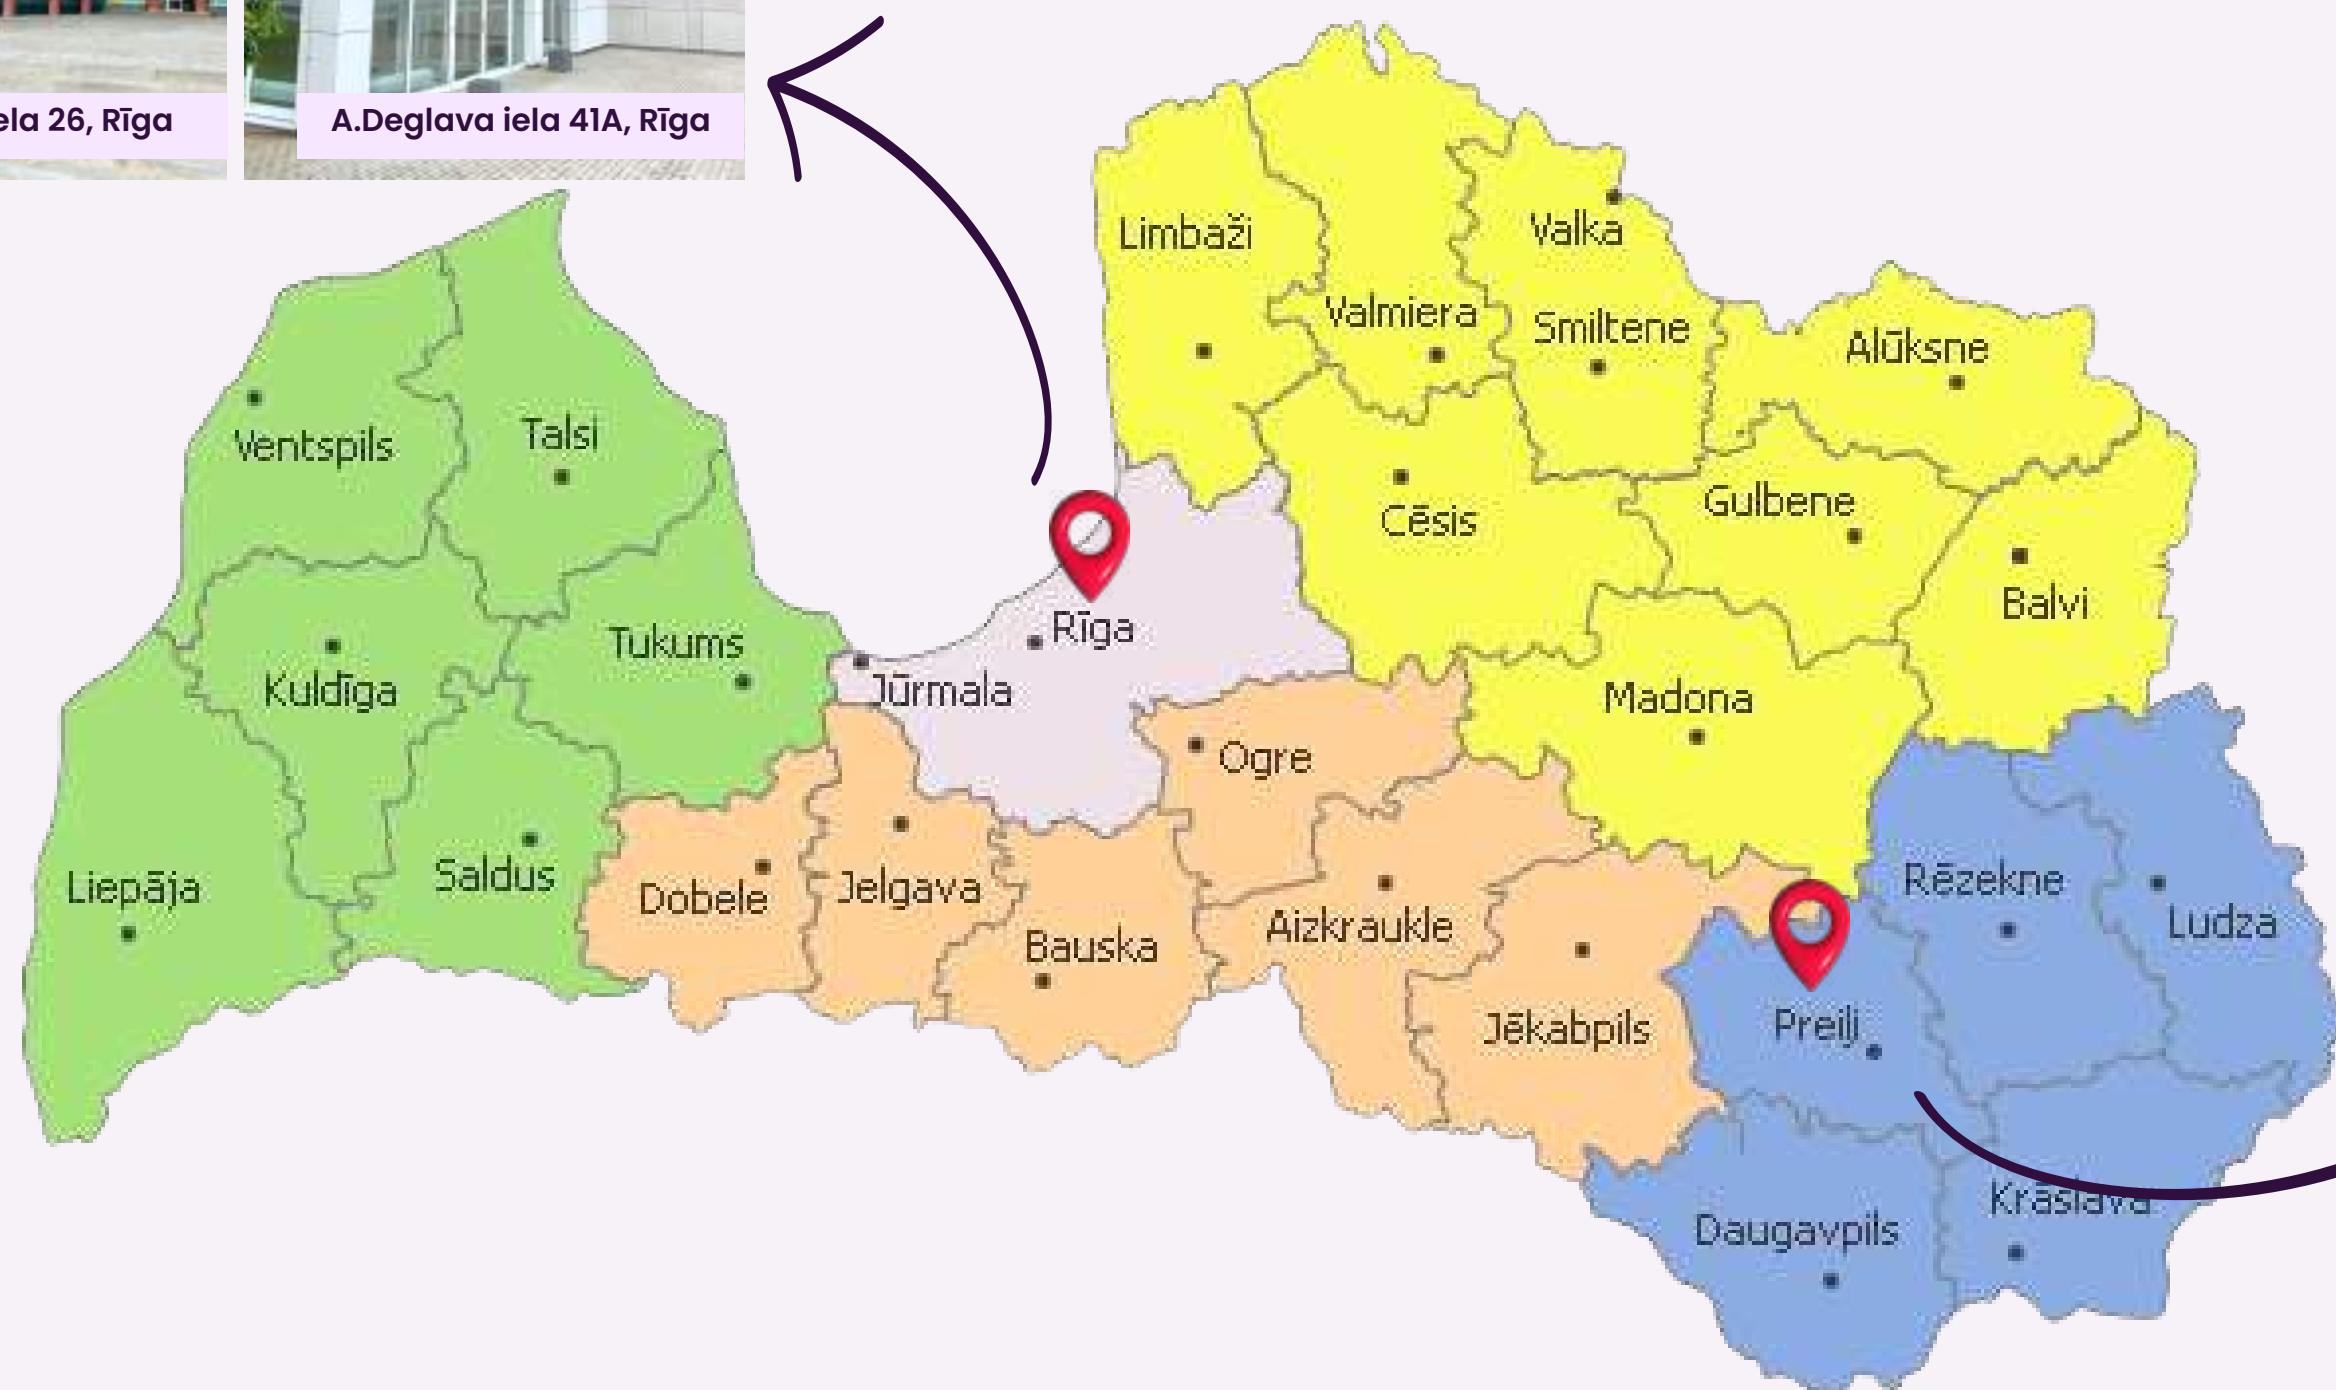 ela 26, Rīga
A.Deglava iela 41A, Rīga
Limbaži
Valka
Valmiera
Smiltene
Alūksne
Ventspils
Talsi
Cēsis
Gulbene
Balvi
Rīga
Tukums
Kuldīga
Jūrmala
Madona
Ogre
Liepāja
Saldus
Dobele
Jelgava
Bauska
Aizkraukle
Rēzekne
Ludza
Jēkabpils
Preiļi
Krāslava
Daugavpils